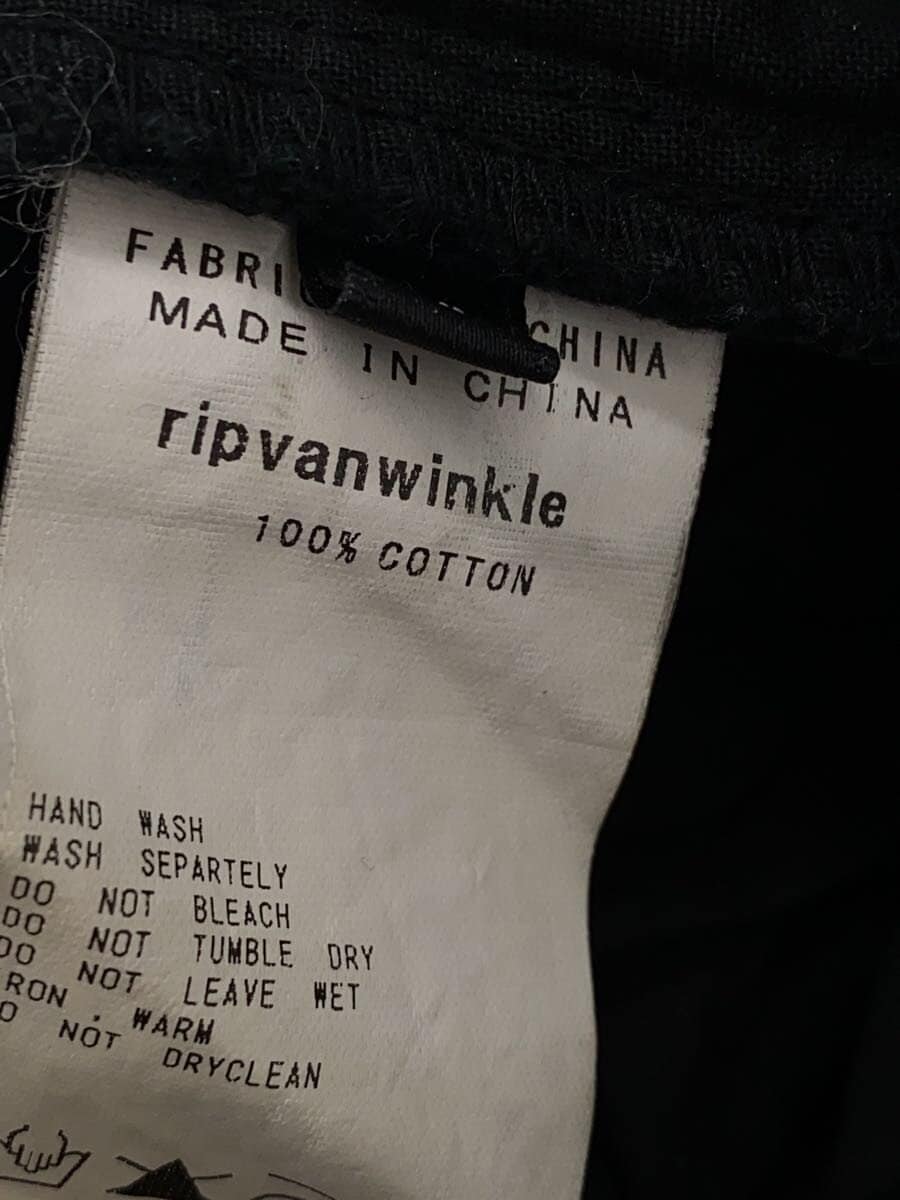 FABRI CHINA
MADE IN CHINA
ripvanwinkle
100% COTTON
HAND WASH
WASH SEPARTELY
DO NOT BLEACH
DO NOT TUMBLE DRY
DO NOT LEAVE WET
RON . WARM
O NOT DRYCLEAN